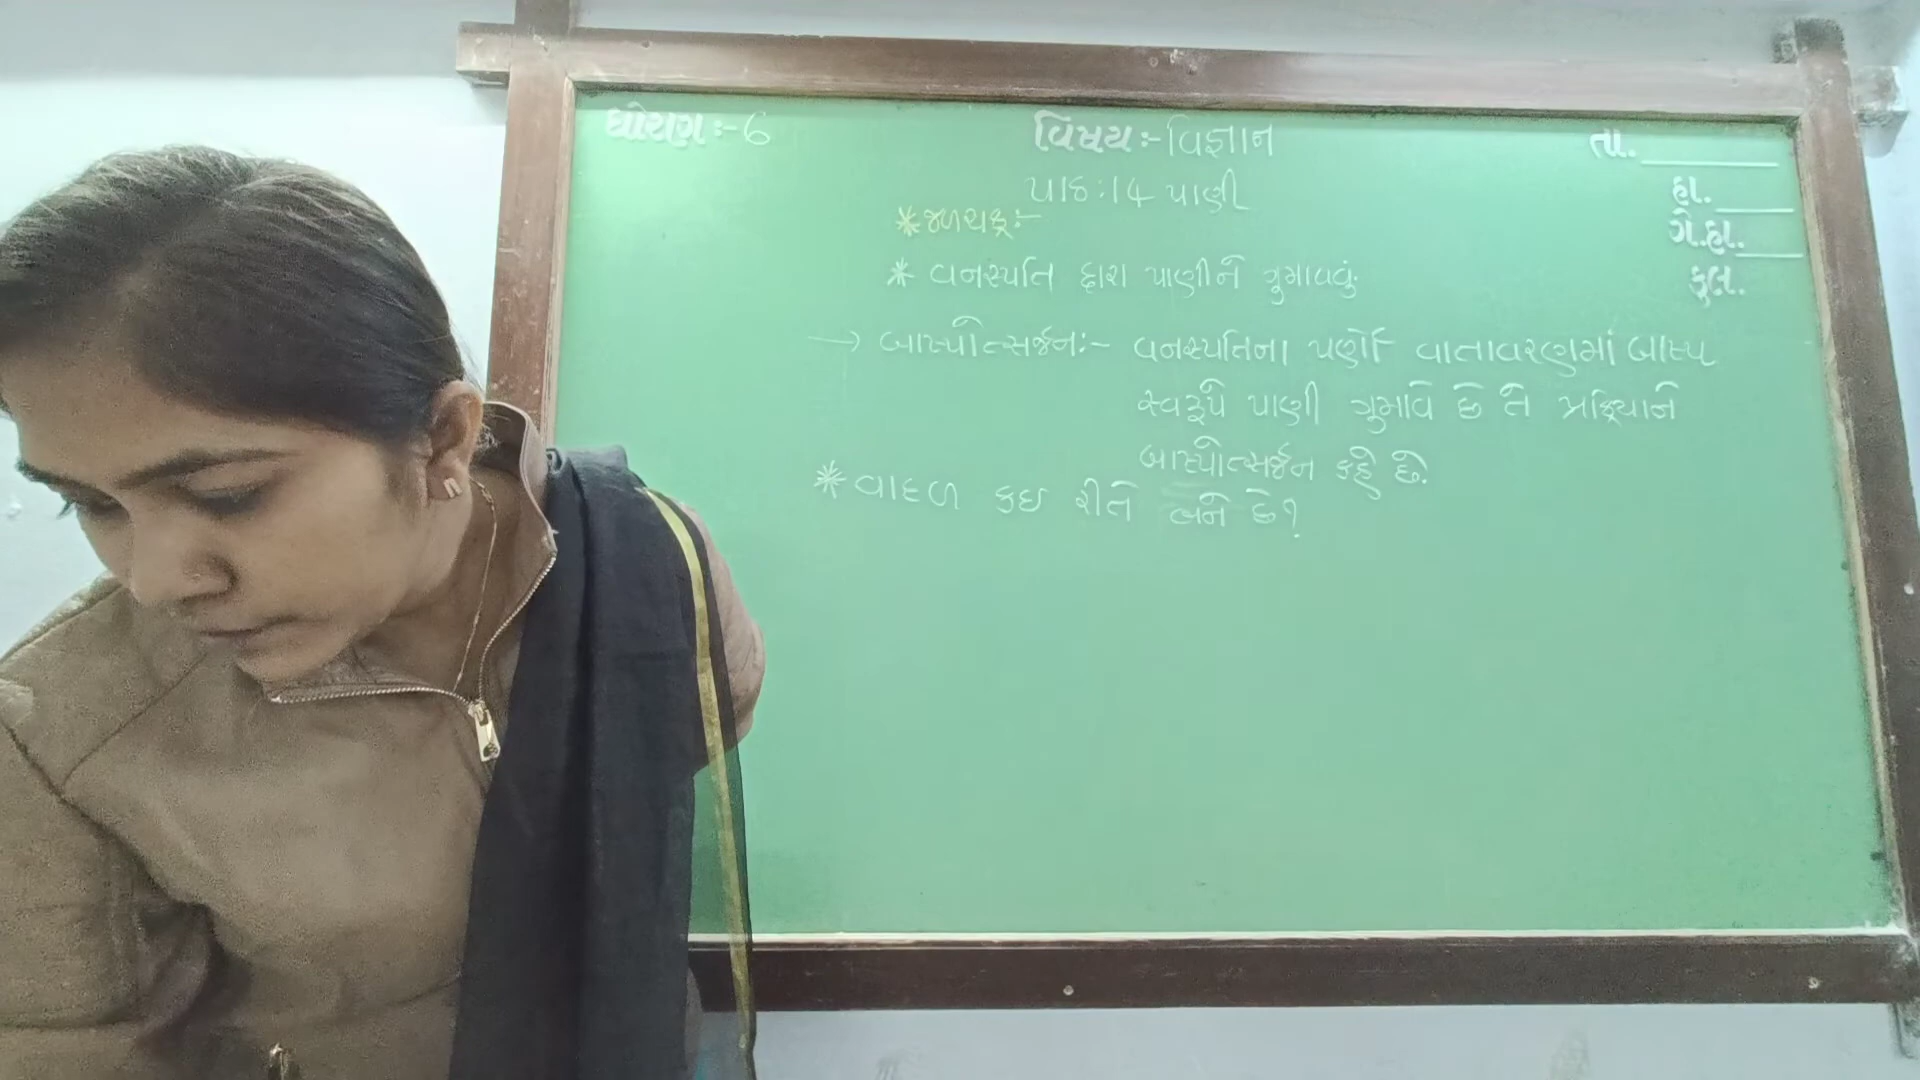 ધોરણ:-6
વિષય:-વિજ્ઞાન
તા.
પાઠ:14 પાણી
હા.
*જળચક્ર:-
ગે.હા.
* વનસ્પતિ દ્વારા પાણીને ગુમાવવું.
કુલ.
→ બાષ્પોત્સર્જન:- વનસ્પતિના પર્ણો વાતાવરણમાં બાષ્પ
સ્વરૂપે પાણી ગુમાવે છે તે પ્રક્રિયાને
બાષ્પોત્સર્જન કહે છે.
*વાદળ કઇ રીતે બને છે?